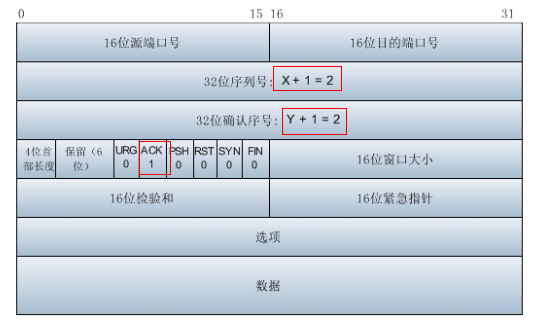 0 15 16 31
16位源端口号 16位目的端口号
32位序列号: X + 1 = 2
32位确认序号: Y + 1 = 2
4位首部长度 保留（6位） URG 0 ACK 1 PSH 0 RST 0 SYN 0 FIN 0 16位窗口大小
16位检验和 16位紧急指针
选项
数据